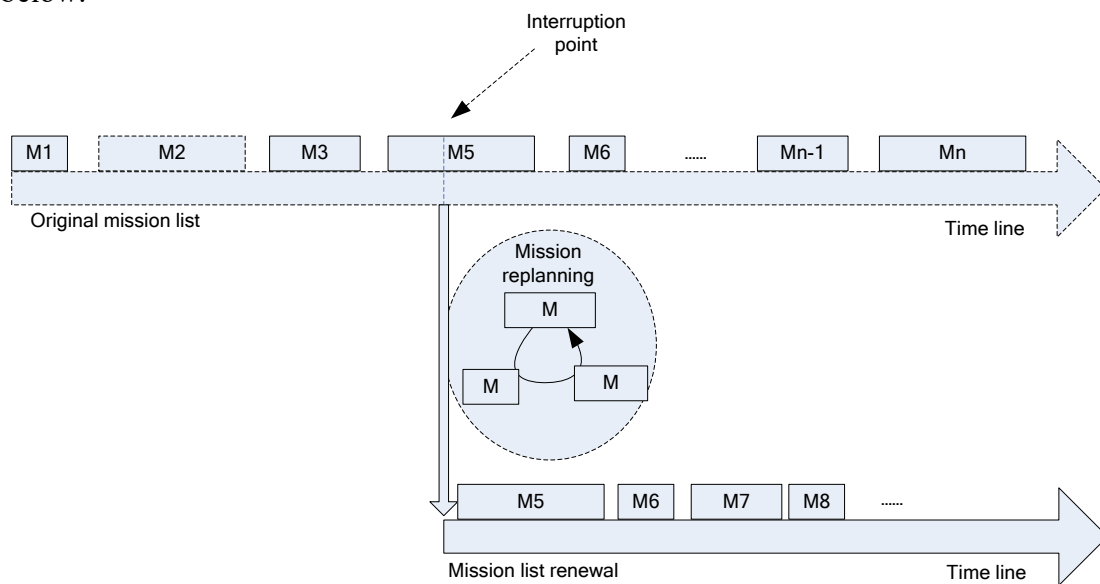 below.
Interruption
point
M1 M2 M3 M5 M6 ...... Mn-1 Mn
Original mission list Time line
Mission
replanning
M
M M
M5 M6 M7 M8 ......
Mission list renewal Time line